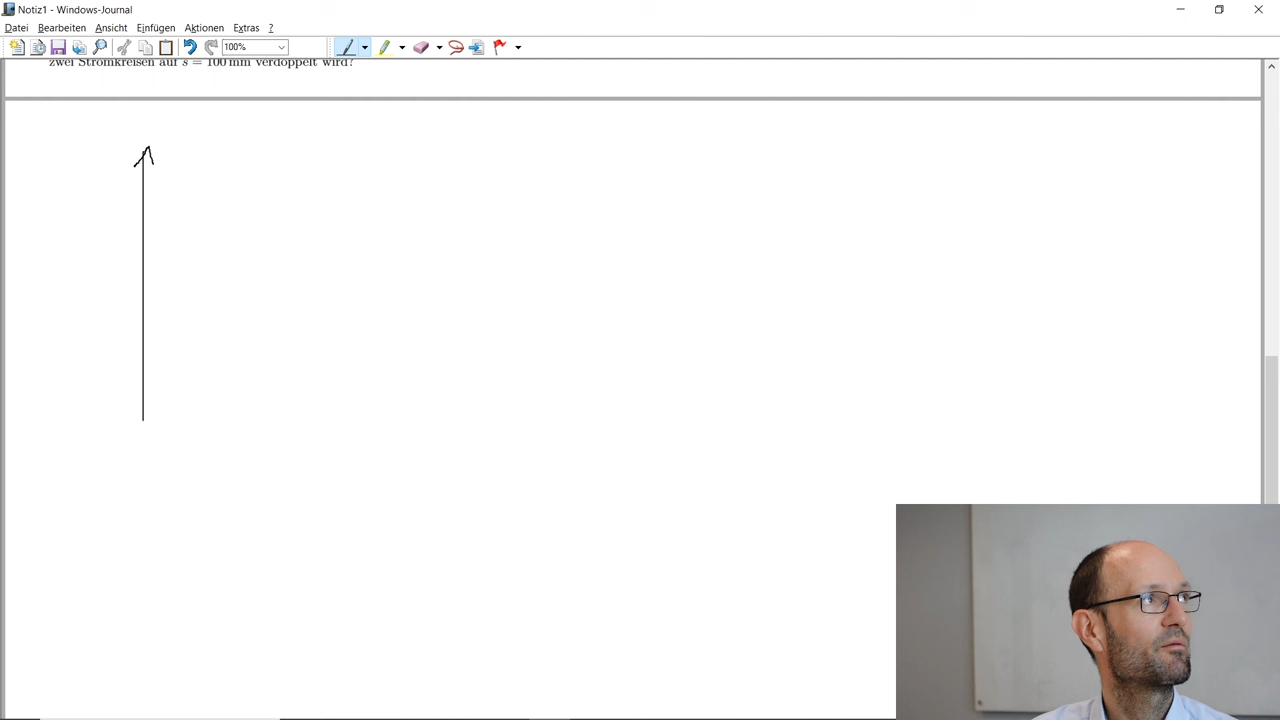 Notiz1 - Windows-Journal
Datei Bearbeiten Ansicht Einfügen Aktionen Extras ?
100%
zwei Stromkreisen auf s = 100 mm verdoppelt wird?